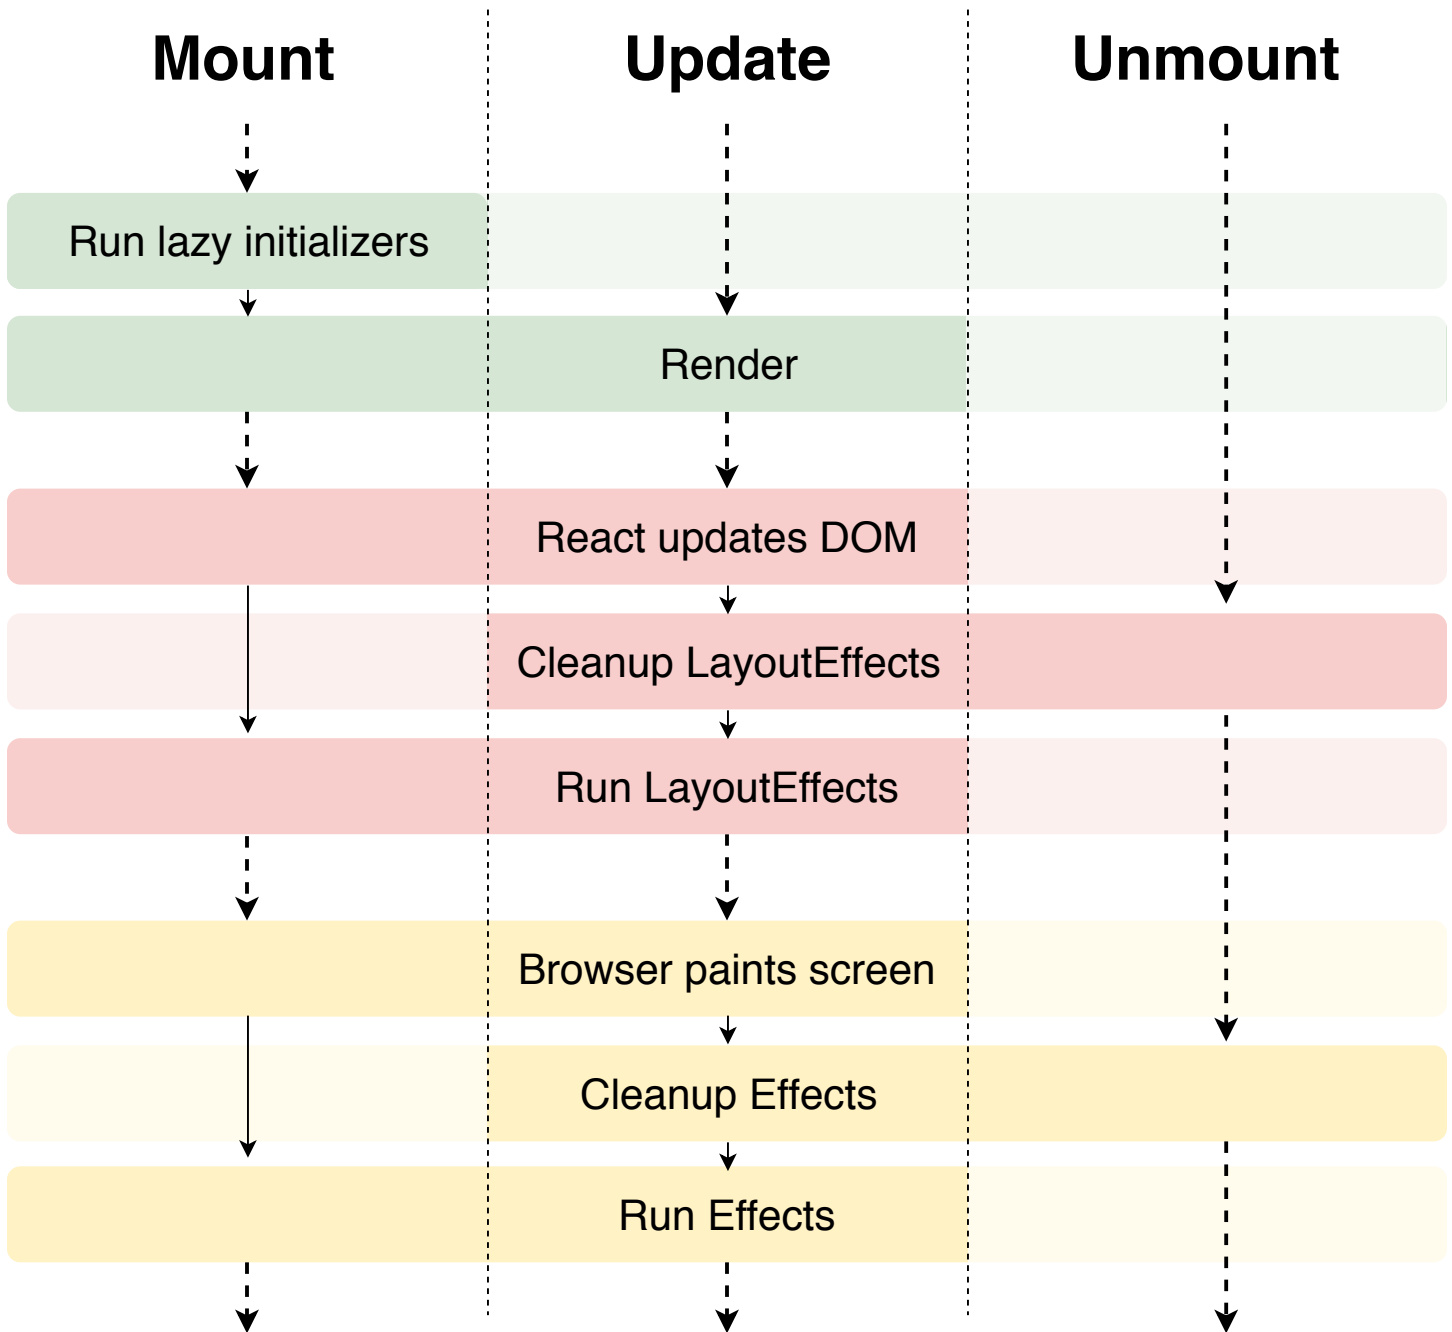 Mount
Update
Unmount
Run lazy initializers
Render
React updates DOM
Cleanup LayoutEffects
Run LayoutEffects
Browser paints screen
Cleanup Effects
Run Effects